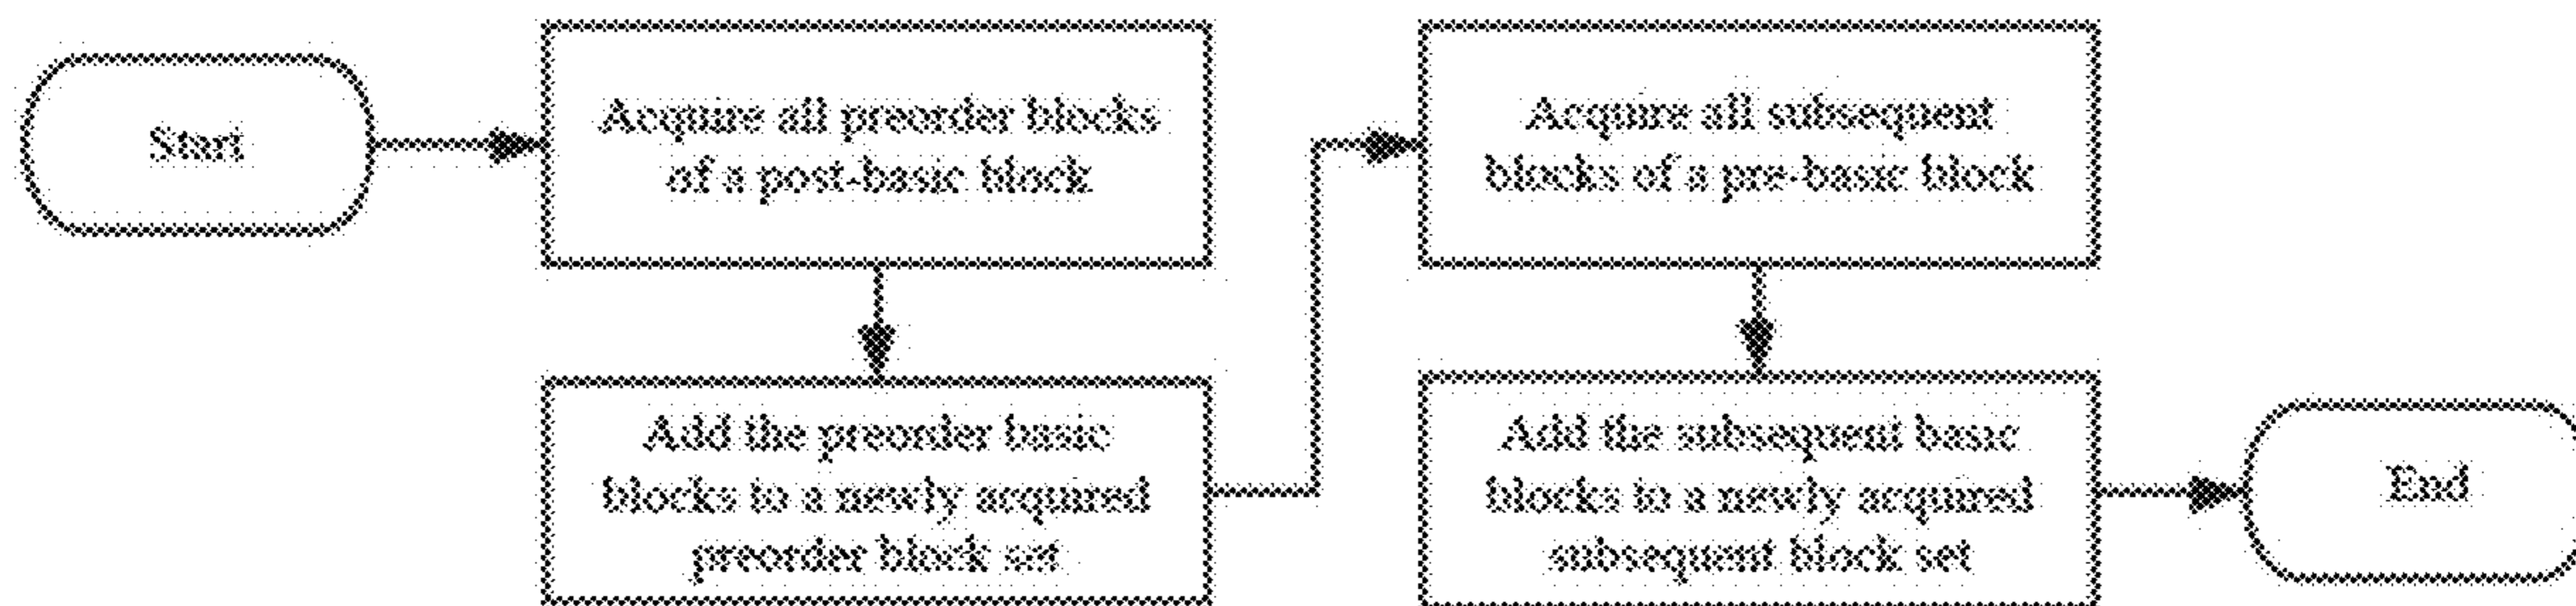 Start
Acquire all preorder blocks
of a post-basic block
Add the preorder basic
blocks to a newly acquired
preorder block set
Acquire all subsequent
blocks of a pre-basic block
Add the subsequent basic
blocks to a newly acquired
subsequent block set
End